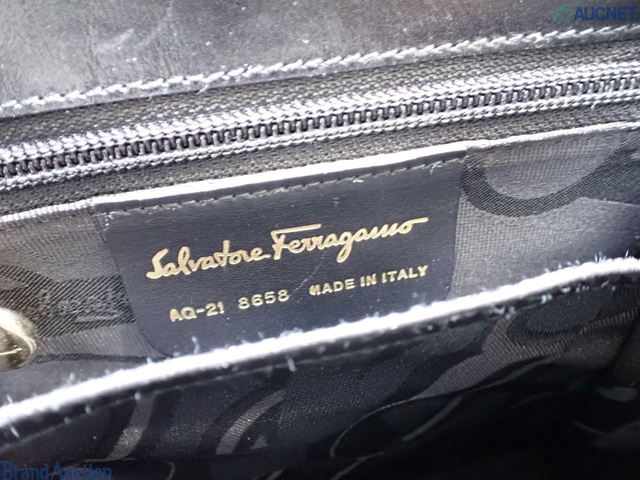 AUCNET
Salvatore Ferragamo
AQ-21 8658 MADE IN ITALY
Brand Auction